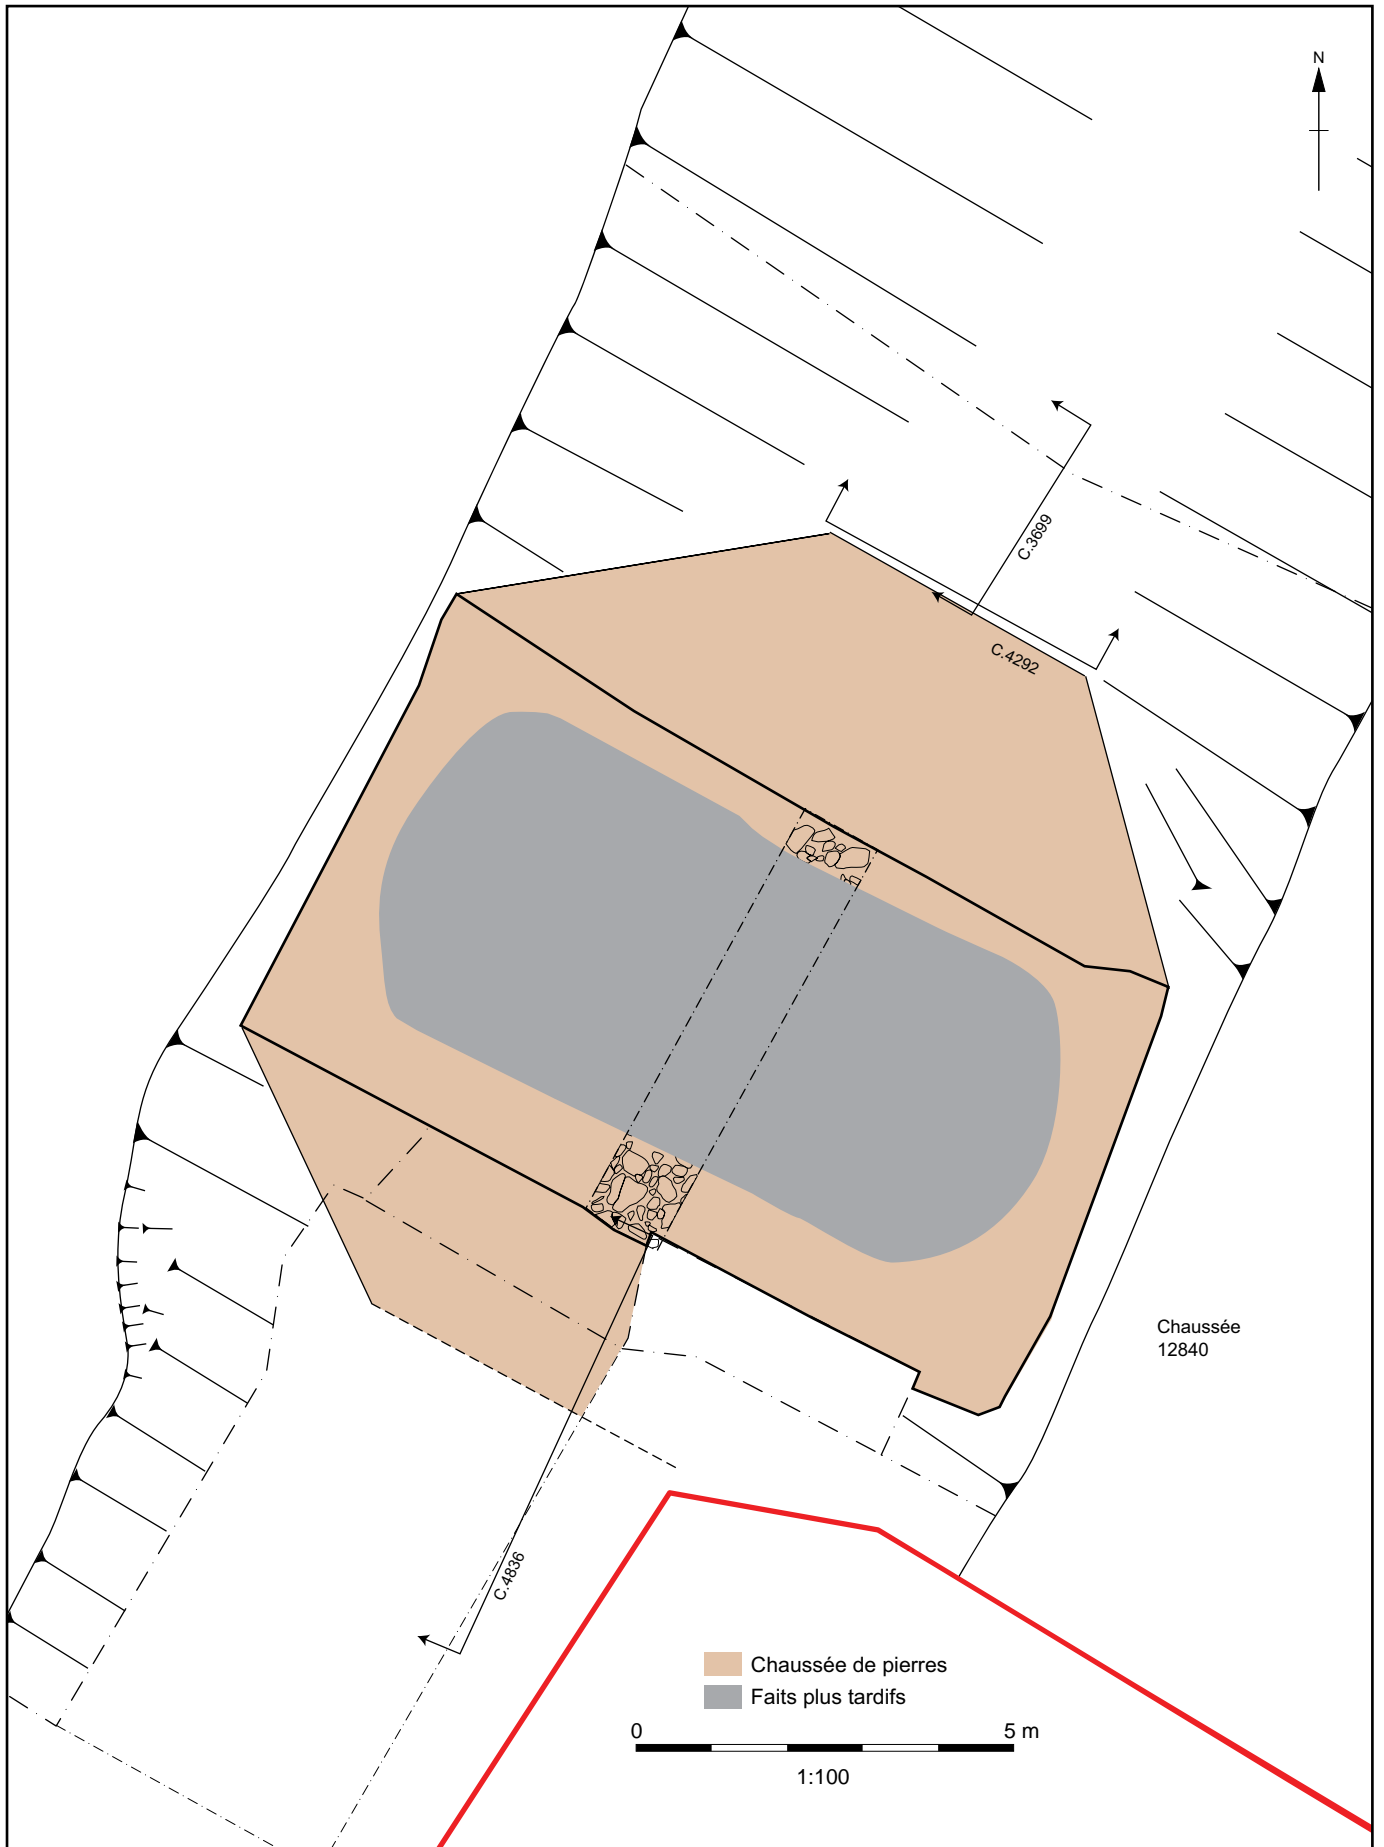 N
C.3699
C.4292
Chaussée
12840
C.4836
Chaussée de pierres
Faits plus tardifs
0 5 m
1:100